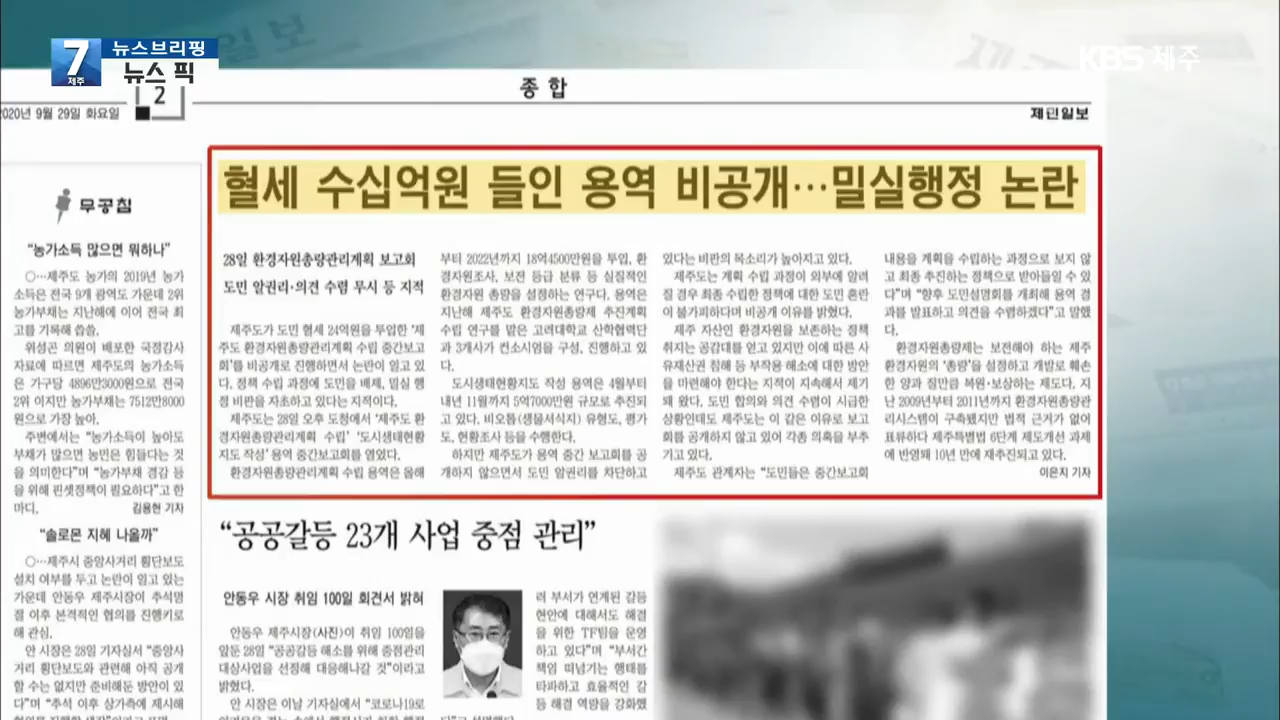 7
제주
뉴스브리핑
뉴스 픽
KBS 제주
2
종합
2020년 9월 29일 화요일
제민일보
무공침
"농가소득 많으면 뭐하나"
○…제주도 농가의 2019년 농가
소득은 전국 9개 광역도 가운데 2위
농가부채는 지난해에 이어 전국 최
고를 기록해 씁쓸.
위성곤 의원이 배포한 국정감사
자료에 따르면 제주도의 농가소득
은 가구당 4896만3000원으로 전국
2위 이지만 농가부채는 7512만8000
원으로 가장 높아.
주변에서는 "농가소득이 높아도
부채가 많으면 농민은 힘들다는 것
을 의미한다"며 "농가부채 경감 등
을 위해 핀셋정책이 필요하다"고 한
마디.
김용현 기자
"솔로몬 지혜 나올까"
○…제주시 중앙사거리 횡단보도
설치 여부를 두고 논란이 일고 있는
가운데 안동우 제주시장이 추석명
절 이후 본격적인 협의를 진행키로
해 관심.
안 시장은 28일 기자실서 "중앙사
거리 횡단보도와 관련해 아직 공개
할 수는 없지만 준비해둔 방안이 있
다"며 "추석 이후 상가측에 제시해
혈세 수십억원 들인 용역 비공개…밀실행정 논란
28일 환경자원총량관리계획 보고회
도민 알권리·의견 수렴 무시 등 지적
제주도가 도민 혈세 24억원을 투입한 '제
주도 환경자원총량관리계획 수립 중간보고
회'를 비공개로 진행하면서 논란이 일고 있
다. 정책 수립 과정에 도민을 배제, 밀실 행
정 비판을 자초하고 있다는 지적이다.
제주도는 28일 오후 도청에서 '제주도 환
경자원총량관리계획 수립' '도시생태현황
지도 작성' 용역 중간보고회를 열었다.
환경자원총량관리계획 수립 용역은 올해
부터 2022년까지 18억4500만원을 투입, 환
경자원조사, 보전 등급 분류 등 실질적인
환경자원 총량을 설정하는 연구다. 용역은
지난해 제주도 환경자원총량제 추진계획
수립 연구를 맡은 고려대학교 산학협력단
과 3개사가 컨소시엄을 구성, 진행하고 있
다.
도시생태현황지도 작성 용역은 4월부터
내년 11월까지 5억7000만원 규모로 추진되
고 있다. 비오톱(생물서식지) 유형도, 평가
도, 현황조사 등을 수행한다.
하지만 제주도가 용역 중간 보고회를 공
개하지 않으면서 도민 알권리를 차단하고
있다는 비판의 목소리가 높아지고 있다.
제주도는 계획 수립 과정이 외부에 알려
질 경우 최종 수립한 정책에 대한 도민 혼란
이 불가피하다며 비공개 이유를 밝혔다.
제주 자산인 환경자원을 보존하는 정책
취지는 공감대를 얻고 있지만 이에 따른 사
유재산권 침해 등 부작용 해소에 대한 방안
을 마련해야 한다는 지적이 지속해서 제기
돼 왔다. 도민 합의와 의견 수렴이 시급한
상황인데도 제주도는 이 같은 이유로 보고
회를 공개하지 않고 있어 각종 의혹을 부추
기고 있다.
제주도 관계자는 "도민들은 중간보고회
내용을 계획을 수립하는 과정으로 보지 않
고 최종 추진하는 정책으로 받아들일 수 있
다"며 "향후 도민설명회를 개최해 용역 경
과를 발표하고 의견을 수렴하겠다"고 말했
다.
환경자원총량제는 보전해야 하는 제주
환경자원의 '총량'을 설정하고 개발로 훼손
한 양과 질만큼 복원·보상하는 제도다. 지
난 2009년부터 2011년까지 환경자원총량관
리시스템이 구축됐지만 법적 근거가 없어
표류하다 제주특별법 6단계 제도개선 과제
에 반영돼 10년 만에 재추진되고 있다.
이은지 기자
"공공갈등 23개 사업 중점 관리"
안동우 시장 취임 100일 회견서 밝혀
안동우 제주시장(사진)이 취임 100일을
앞둔 28일 "공공갈등 해소를 위해 중점관리
대상사업을 선정해 대응해나갈 것"이라고
밝혔다.
안 시장은 이날 기자실에서 "코로나19로
려 부서가 연계된 갈등
현안에 대해서도 해결
을 위한 TF팀을 운영
하고 있다"며 "부서간
책임 떠넘기는 행태를
타파하고 효율적인 갈
등 해결 역량을 강화했